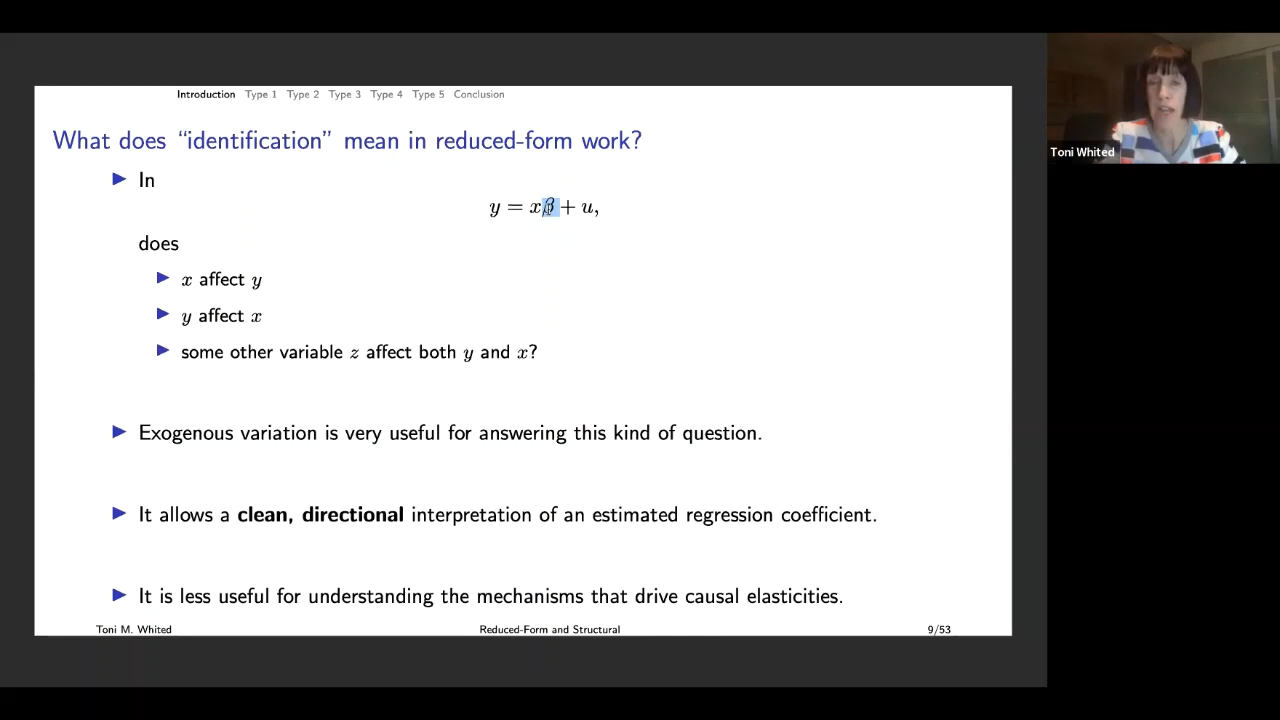 Introduction Type 1 Type 2 Type 3 Type 4 Type 5 Conclusion
What does “identification” mean in reduced-form work?
In
y = xβ + u,
does
x affect y
y affect x
some other variable z affect both y and x?
Exogenous variation is very useful for answering this kind of question.
It allows a clean, directional interpretation of an estimated regression coefficient.
It is less useful for understanding the mechanisms that drive causal elasticities.
Toni M. Whited Reduced-Form and Structural 9/53
Toni Whited